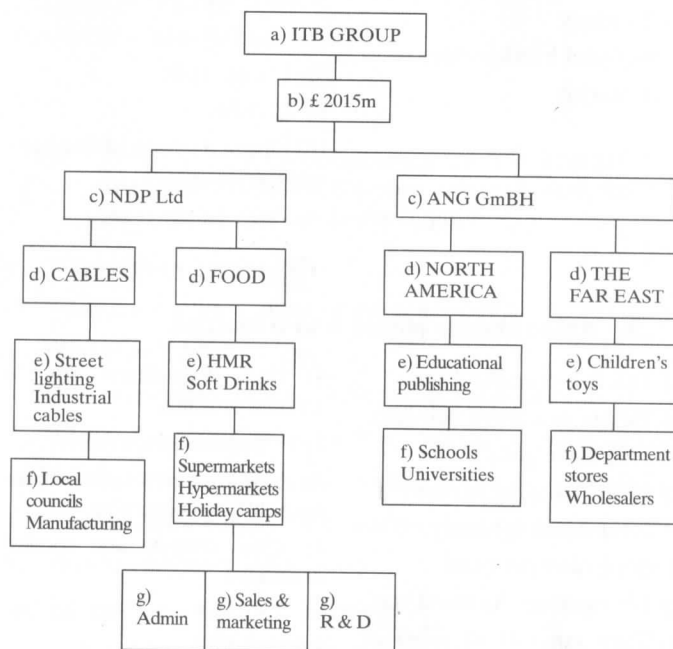 a) ITB GROUP
b) £ 2015m
c) NDP Ltd
c) ANG GmBH
d) CABLES
d) FOOD
d) NORTH
AMERICA
d) THE
FAR EAST
e) Street
lighting
Industrial
cables
e) HMR
Soft Drinks
e) Educational
publishing
e) Children's
toys
f) Local
councils
Manufacturing
f)
Supermarkets
Hypermarkets
Holiday camps
f) Schools
Universities
f) Department
stores
Wholesalers
g)
Admin
g) Sales &
marketing
g)
R & D